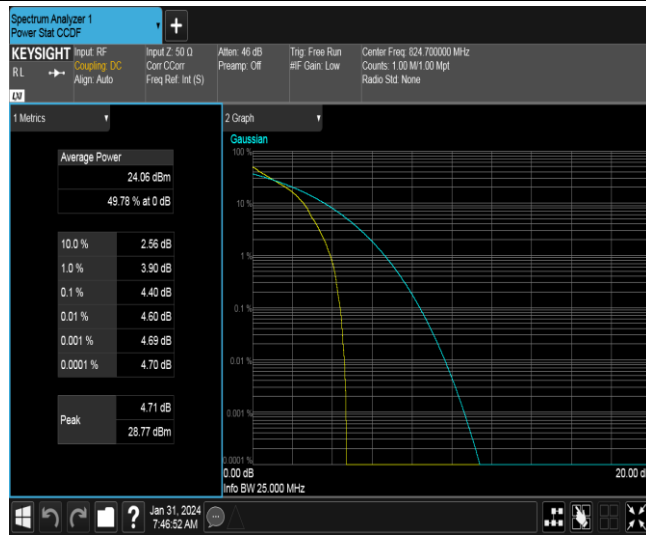 Spectrum Analyzer 1
Power Stat CCDF
+
KEYSIGHT
RL
LXI
Input: RF
Coupling: DC
Align: Auto
Input Z: 50 Ω
Corr CCorr
Freq Ref: Int (S)
Atten: 46 dB
Preamp: Off
Trig: Free Run
#IF Gain: Low
Center Freq: 824.700000 MHz
Counts: 1.00 M/1.00 Mpt
Radio Std: None
1 Metrics
Average Power
24.06 dBm
49.78 % at 0 dB
10.0 % 2.56 dB
1.0 % 3.90 dB
0.1 % 4.40 dB
0.01 % 4.60 dB
0.001 % 4.69 dB
0.0001 % 4.70 dB
Peak
4.71 dB
28.77 dBm
2 Graph
Gaussian
100 %
10 %
1 %
0.1 %
0.01 %
0.001 %
0.0001 %
0.00 dB
20.00 d
Info BW 25.000 MHz
?
Jan 31, 2024
7:46:52 AM